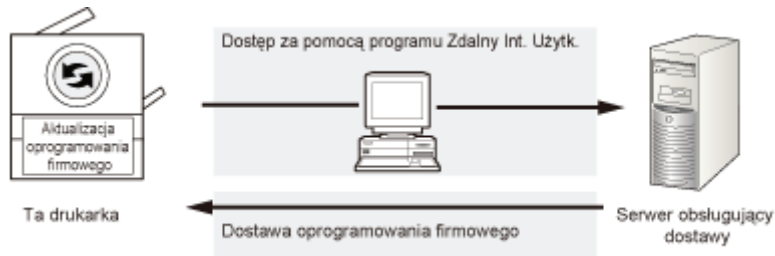 Dostęp za pomocą programu Zdalny Int. Użytk.
Aktualizacja
oprogramowania
firmowego
Ta drukarka
Dostawa oprogramowania firmowego
Serwer obsługujący
dostawy